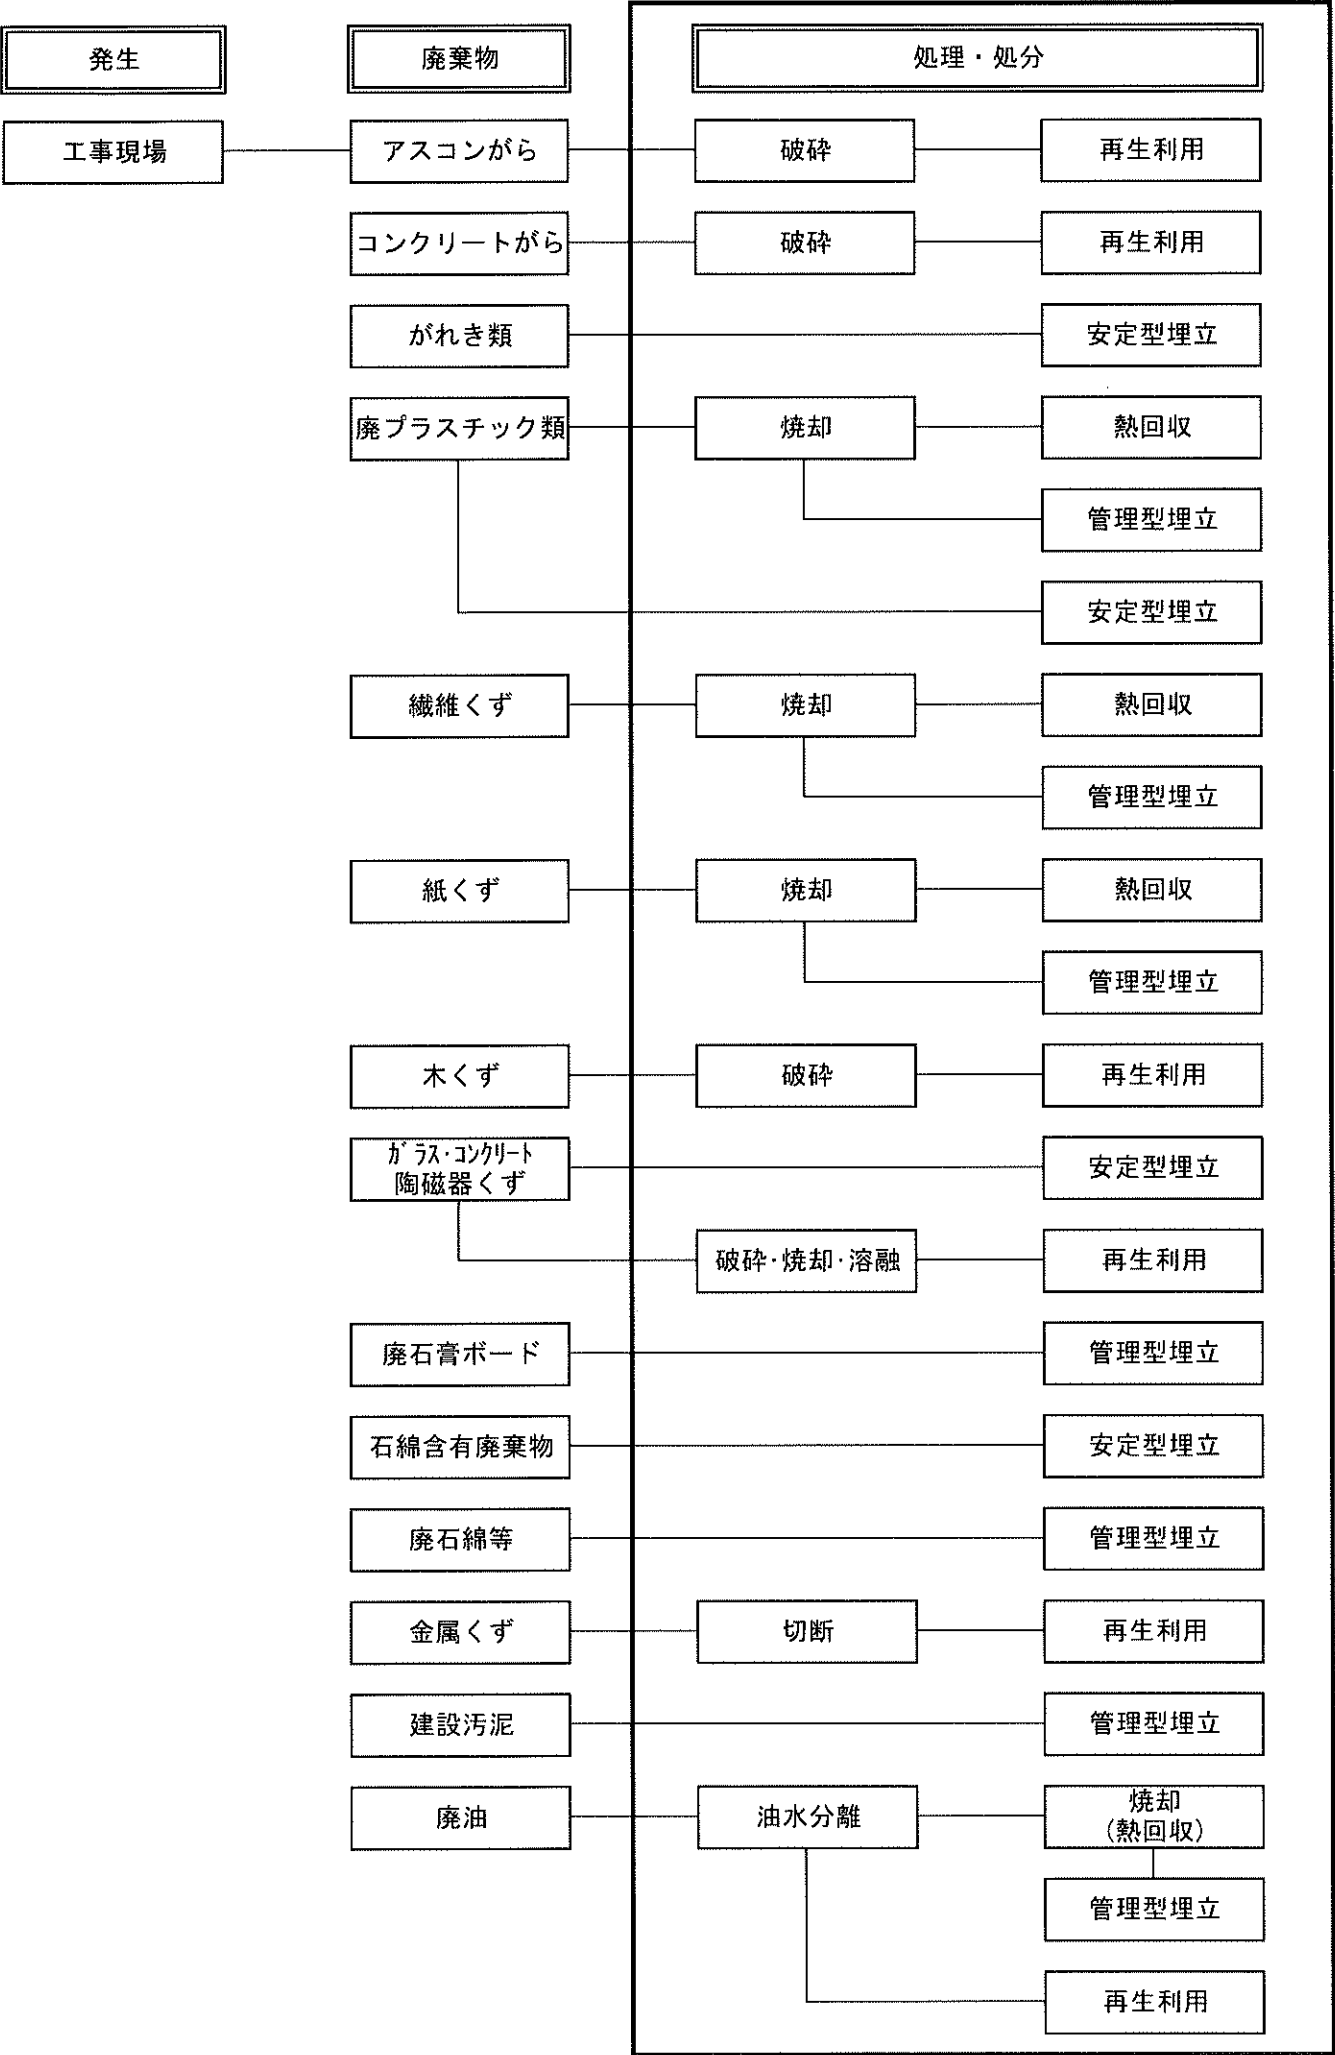 発生
廃棄物
処理・処分
工事現場
アスコンがら
破砕
再生利用
コンクリートがら
破砕
再生利用
がれき類
安定型埋立
廃プラスチック類
焼却
熱回収
管理型埋立
安定型埋立
繊維くず
焼却
熱回収
管理型埋立
紙くず
焼却
熱回収
管理型埋立
木くず
破砕
再生利用
ｶﾞﾗｽ･ｺﾝｸﾘｰﾄ
陶磁器くず
安定型埋立
破砕･焼却･溶融
再生利用
廃石膏ボード
管理型埋立
石綿含有廃棄物
安定型埋立
廃石綿等
管理型埋立
金属くず
切断
再生利用
建設汚泥
管理型埋立
廃油
油水分離
焼却
(熱回収)
管理型埋立
再生利用